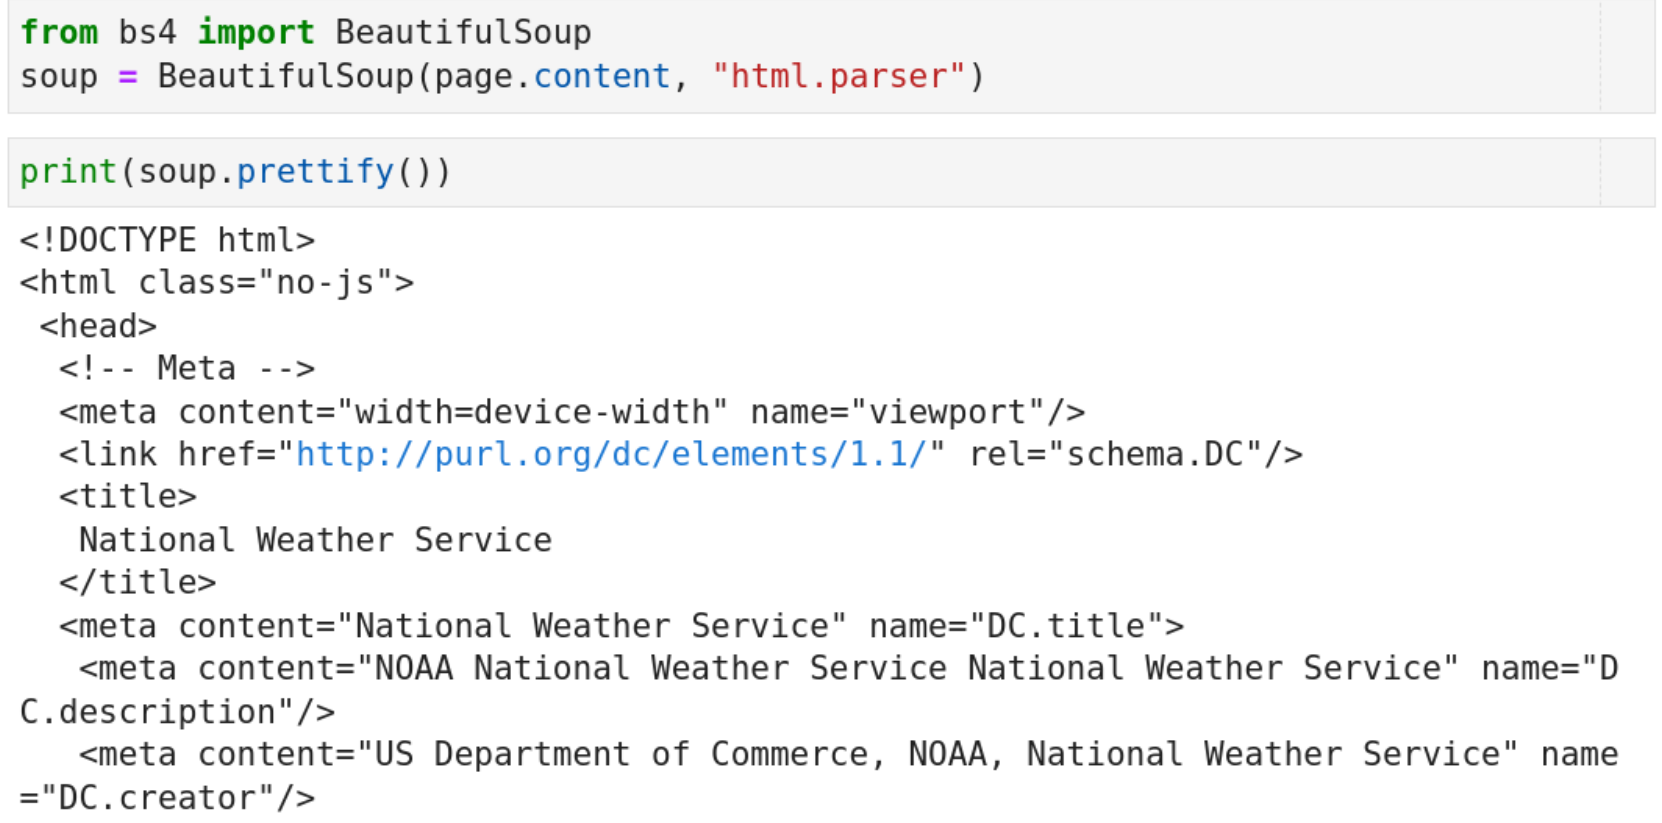 from bs4 import BeautifulSoup
soup = BeautifulSoup(page.content, "html.parser")
print(soup.prettify())
<!DOCTYPE html>
<html class="no-js">
 <head>
  <!-- Meta -->
  <meta content="width=device-width" name="viewport"/>
  <link href="http://purl.org/dc/elements/1.1/" rel="schema.DC"/>
  <title>
   National Weather Service
  </title>
  <meta content="National Weather Service" name="DC.title">
   <meta content="NOAA National Weather Service National Weather Service" name="D
C.description"/>
   <meta content="US Department of Commerce, NOAA, National Weather Service" name
="DC.creator"/>